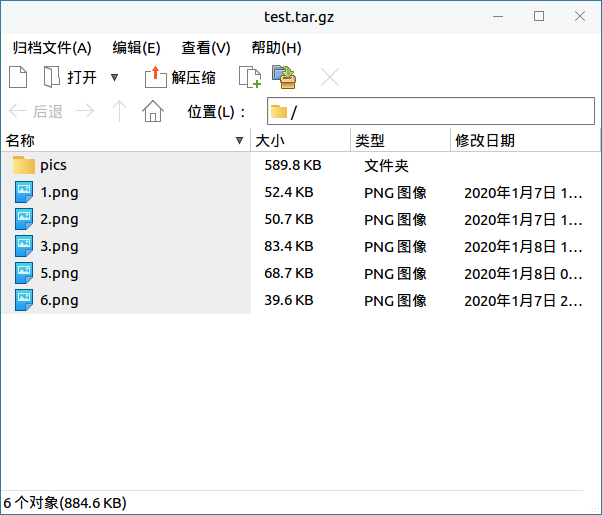 test.tar.gz
归档文件(A) 编辑(E) 查看(V) 帮助(H)
打开 解压缩
后退 位置(L)： /
名称 大小 类型 修改日期
pics 589.8 KB 文件夹
1.png 52.4 KB PNG 图像 2020年1月7日 1...
2.png 50.7 KB PNG 图像 2020年1月7日 1...
3.png 83.4 KB PNG 图像 2020年1月8日 1...
5.png 68.7 KB PNG 图像 2020年1月8日 0...
6.png 39.6 KB PNG 图像 2020年1月7日 2...
6 个对象(884.6 KB)